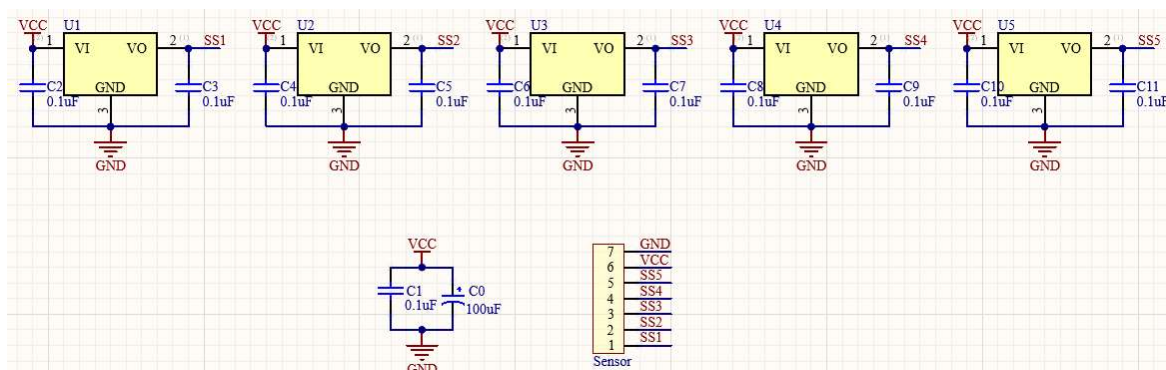 VCC U1 VCC U2 VCC U3 VCC U4 VCC U5
1 VI VO 2 SS1 1 VI VO 2 SS2 1 VI VO 2 SS3 1 VI VO 2 SS4 1 VI VO 2 SS5
C2 GND C3 C4 GND C5 C6 GND C7 C8 GND C9 C10 GND C11
0.1uF 3 0.1uF 0.1uF 3 0.1uF 0.1uF 3 0.1uF 0.1uF 3 0.1uF 0.1uF 3 0.1uF
GND GND GND GND GND
VCC
C1 C0
0.1uF 100uF
GND
7 GND
6 VCC
5 SS5
4 SS4
3 SS3
2 SS2
1 SS1
Sensor